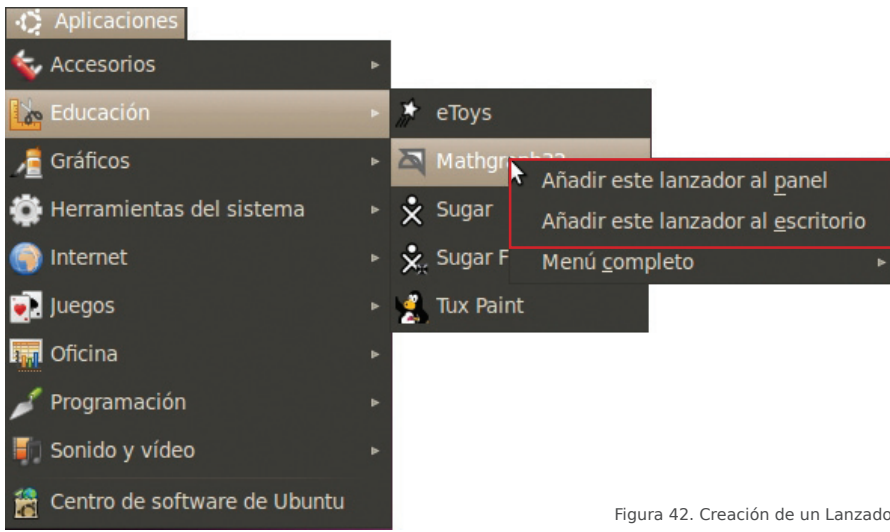 Aplicaciones
Accesorios
Educación
Gráficos
Herramientas del sistema
Internet
Juegos
Oficina
Programación
Sonido y vídeo
Centro de software de Ubuntu
eToys
Sugar
Sugar
Tux Paint
Añadir este lanzador al panel
Añadir este lanzador al escritorio
Menú completo
Figura 42. Creación de un Lanzado